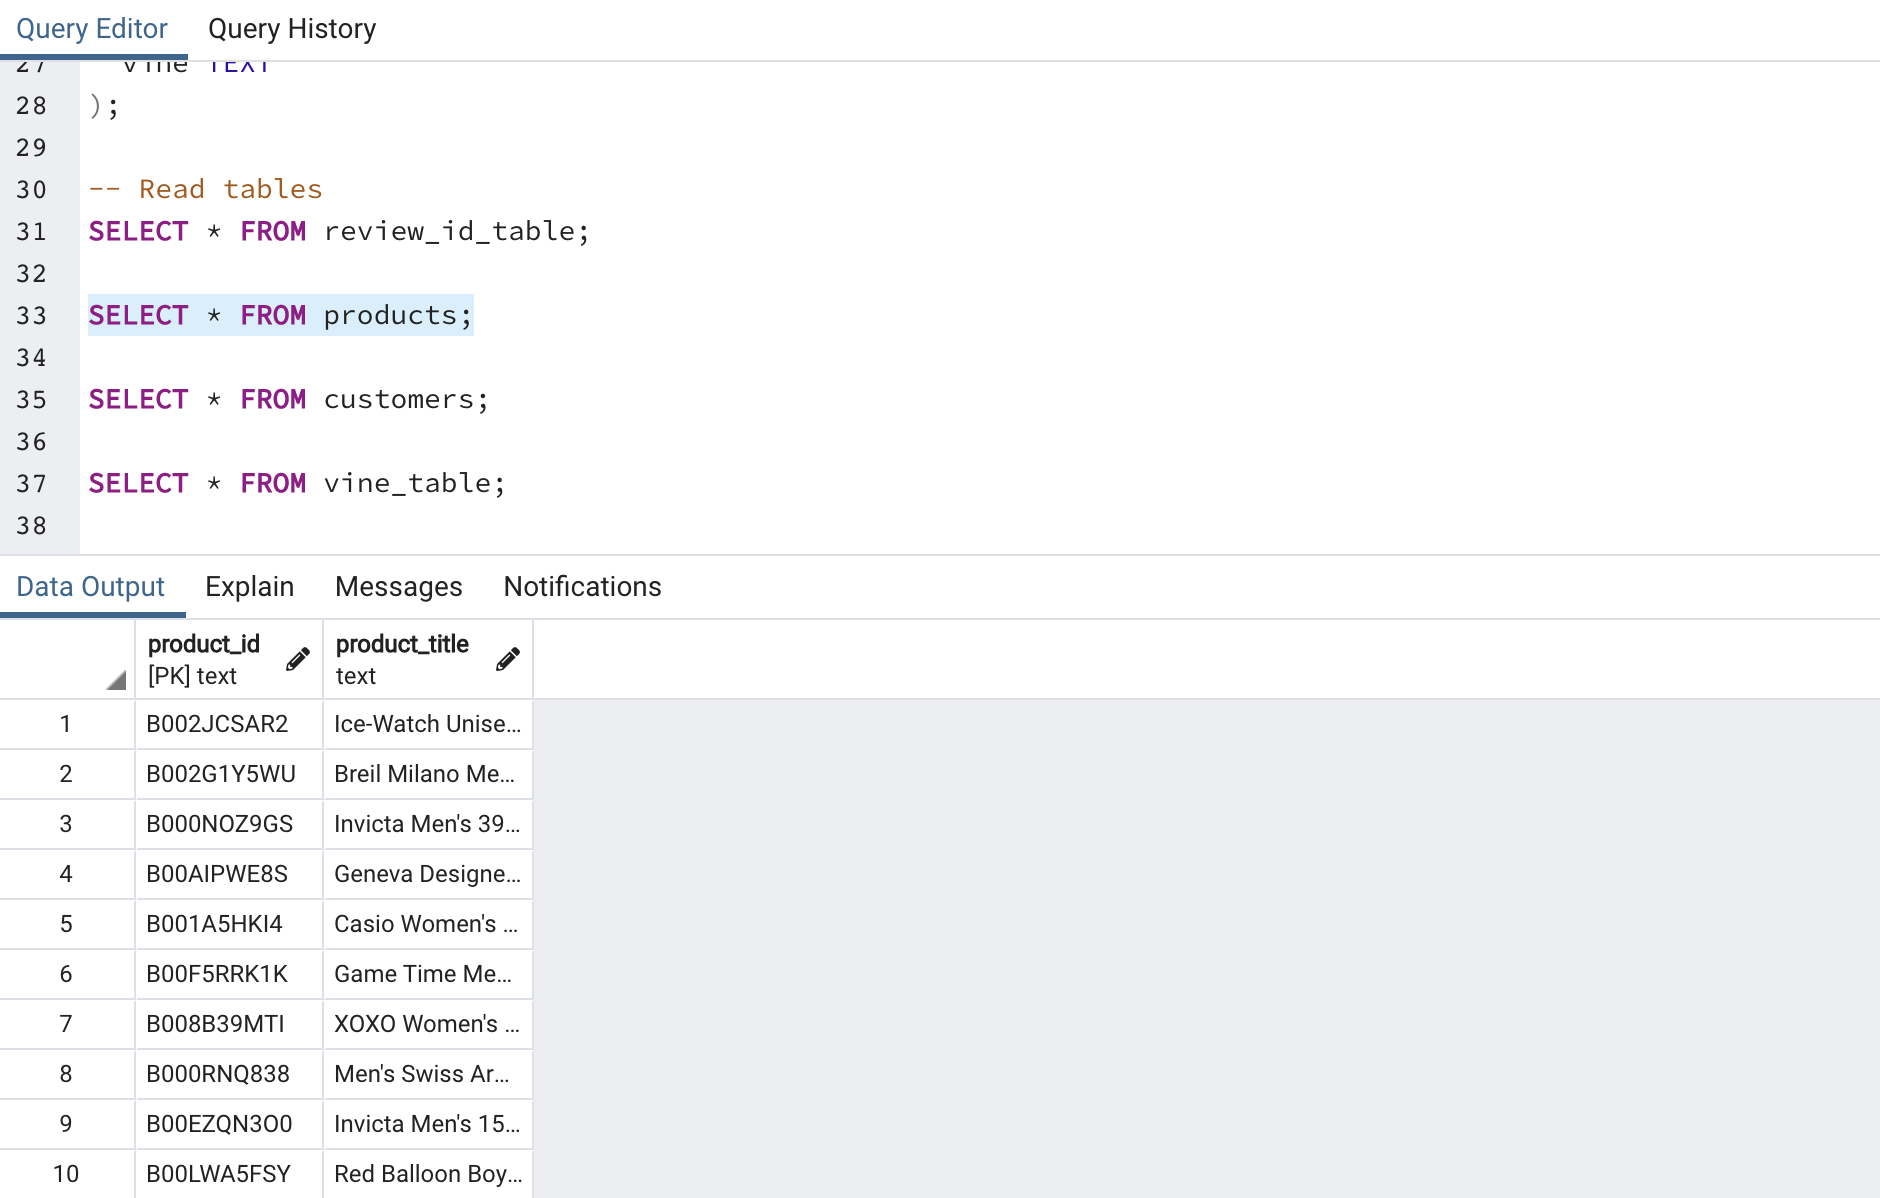 Query Editor Query History
27 vine TEXT
28 );
29
30 -- Read tables
31 SELECT * FROM review_id_table;
32
33 SELECT * FROM products;
34
35 SELECT * FROM customers;
36
37 SELECT * FROM vine_table;
38
Data Output Explain Messages Notifications
product_id product_title
[PK] text text
1 B002JCSAR2 Ice-Watch Unise...
2 B002G1Y5WU Breil Milano Me...
3 B000NOZ9GS Invicta Men's 39...
4 B00AIPWE8S Geneva Designe...
5 B001A5HKI4 Casio Women's ...
6 B00F5RRK1K Game Time Me...
7 B008B39MTI XOXO Women's ...
8 B000RNQ838 Men's Swiss Ar...
9 B00EZQN3O0 Invicta Men's 15...
10 B00LWA5FSY Red Balloon Boy...